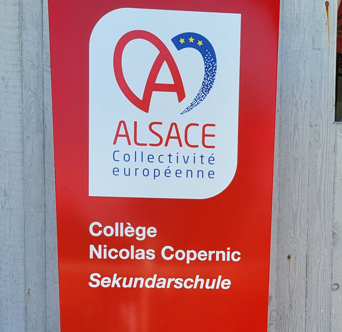 ALSACE
Collectivité
européenne
Collège
Nicolas Copernic
Sekundarschule